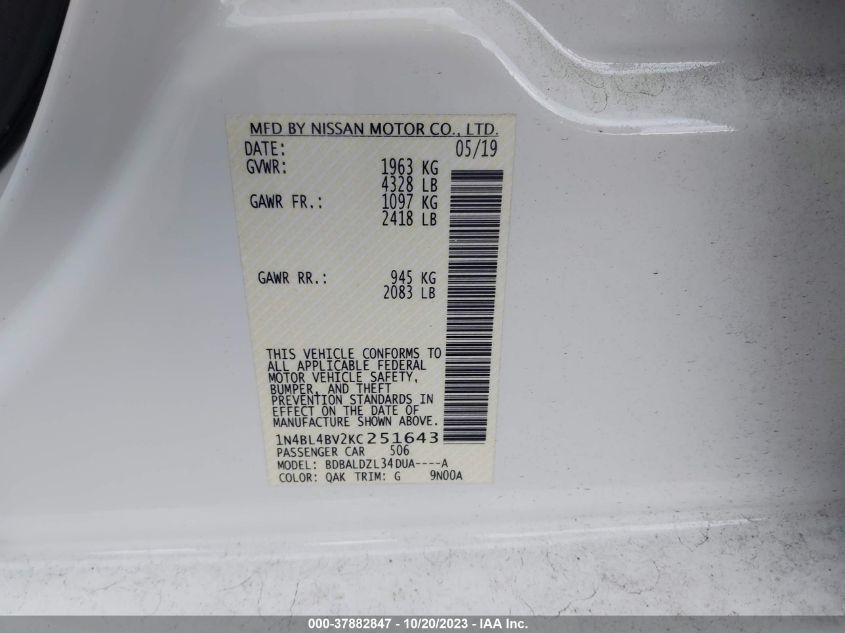 MFD BY NISSAN MOTOR CO., LTD.
DATE: 05/19
GVWR: 1963 KG
4328 LB
GAWR FR.: 1097 KG
2418 LB
GAWR RR.: 945 KG
2083 LB
THIS VEHICLE CONFORMS TO
ALL APPLICABLE FEDERAL
MOTOR VEHICLE SAFETY,
BUMPER, AND THEFT
PREVENTION STANDARDS IN
EFFECT ON THE DATE OF
MANUFACTURE SHOWN ABOVE.
1N4BL4BV2KC251643
PASSENGER CAR 506
MODEL: BDBALDZL34DUA----A
COLOR: QAK TRIM: G 9N00A
000-37882847 - 10/20/2023 - IAA Inc.